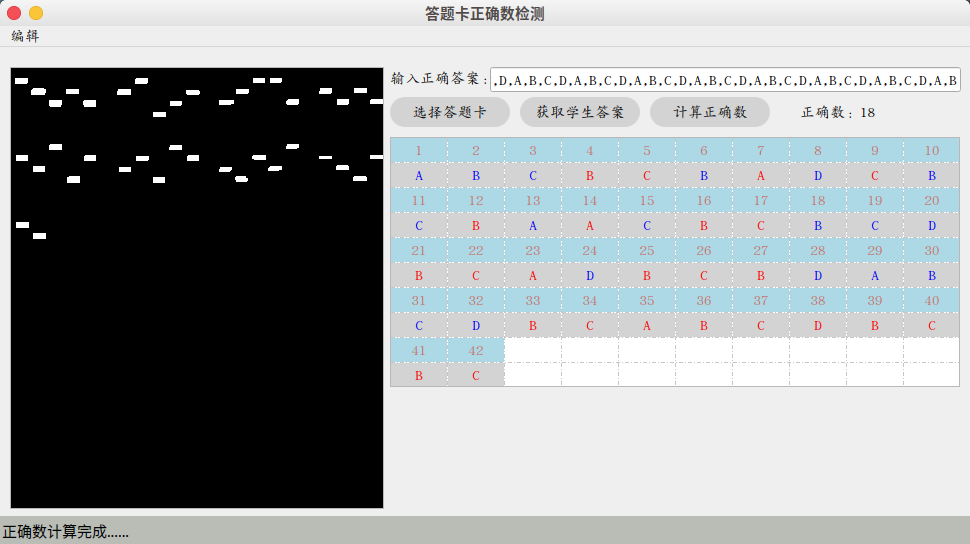 答题卡正确数检测
编辑
输入正确答案: ,D,A,B,C,D,A,B,C,D,A,B,C,D,A,B,C,D,A,B,C,D,A,B,C,D,A,B,C,D,A,B
选择答题卡 获取学生答案 计算正确数 正确数: 18
1 2 3 4 5 6 7 8 9 10
A B C B C B A D C B
11 12 13 14 15 16 17 18 19 20
C B A A C B C B C D
21 22 23 24 25 26 27 28 29 30
B C A D B C B D A B
31 32 33 34 35 36 37 38 39 40
C D B C A B C D B C
41 42
B C
正确数计算完成......